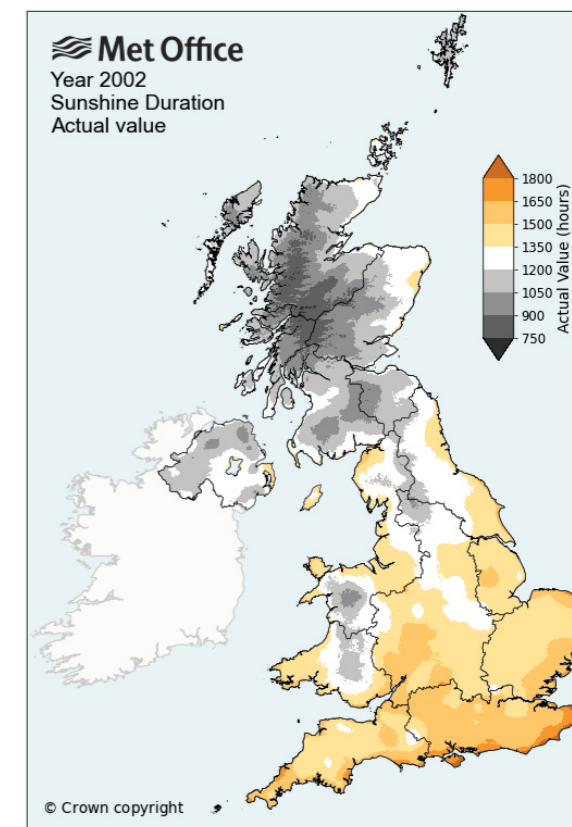 Met Office
Year 2002
Sunshine Duration
Actual value
1800
1650
1500
1350
1200
1050
900
750
Actual Value (hours)
© Crown copyright